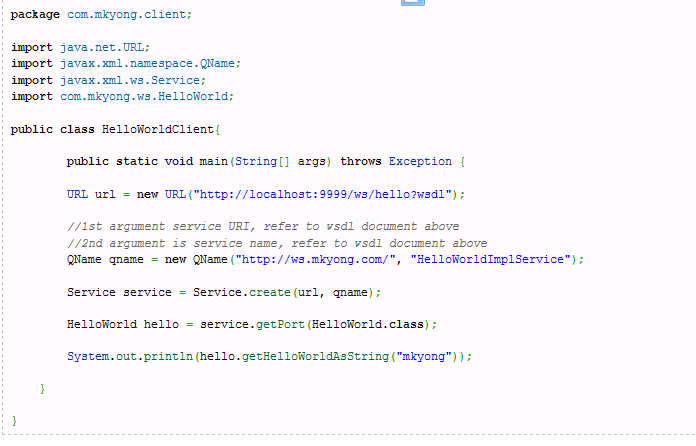 package com.mkyong.client;
import java.net.URL;
import javax.xml.namespace.QName;
import javax.xml.ws.Service;
import com.mkyong.ws.HelloWorld;
public class HelloWorldClient{
public static void main(String[] args) throws Exception {
URL url = new URL("http://localhost:9999/ws/hello?wsdl");
//1st argument service URI, refer to wsdl document above
//2nd argument is service name, refer to wsdl document above
QName qname = new QName("http://ws.mkyong.com/", "HelloWorldImplService");
Service service = Service.create(url, qname);
HelloWorld hello = service.getPort(HelloWorld.class);
System.out.println(hello.getHelloWorldAsString("mkyong"));
}
}